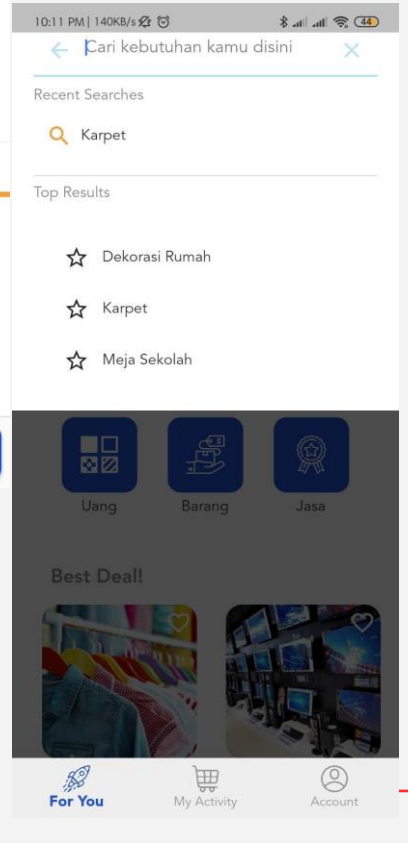 10:11 PM | 140KB/s
44
Cari kebutuhan kamu disini
Recent Searches
Karpet
Top Results
Dekorasi Rumah
Karpet
Meja Sekolah
Uang
Barang
Jasa
Best Deal!
For You
My Activity
Account